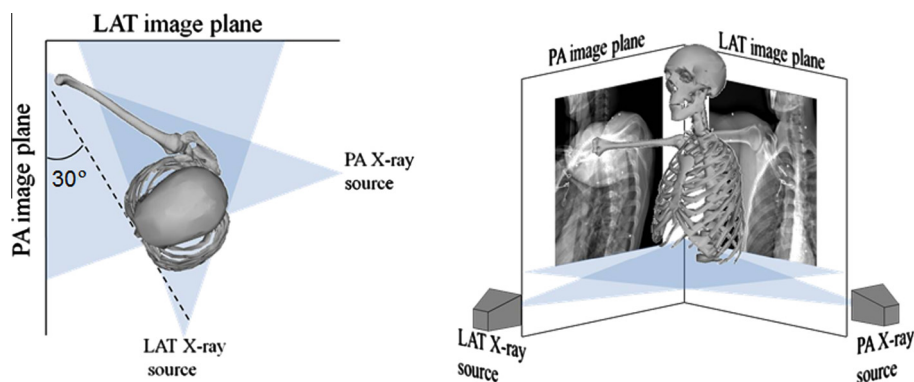 LAT image plane
PA image plane
30°
PA X-ray
source
LAT X-ray
source
PA image plane
LAT image plane
LAT X-ray
source
PA X-ray
source